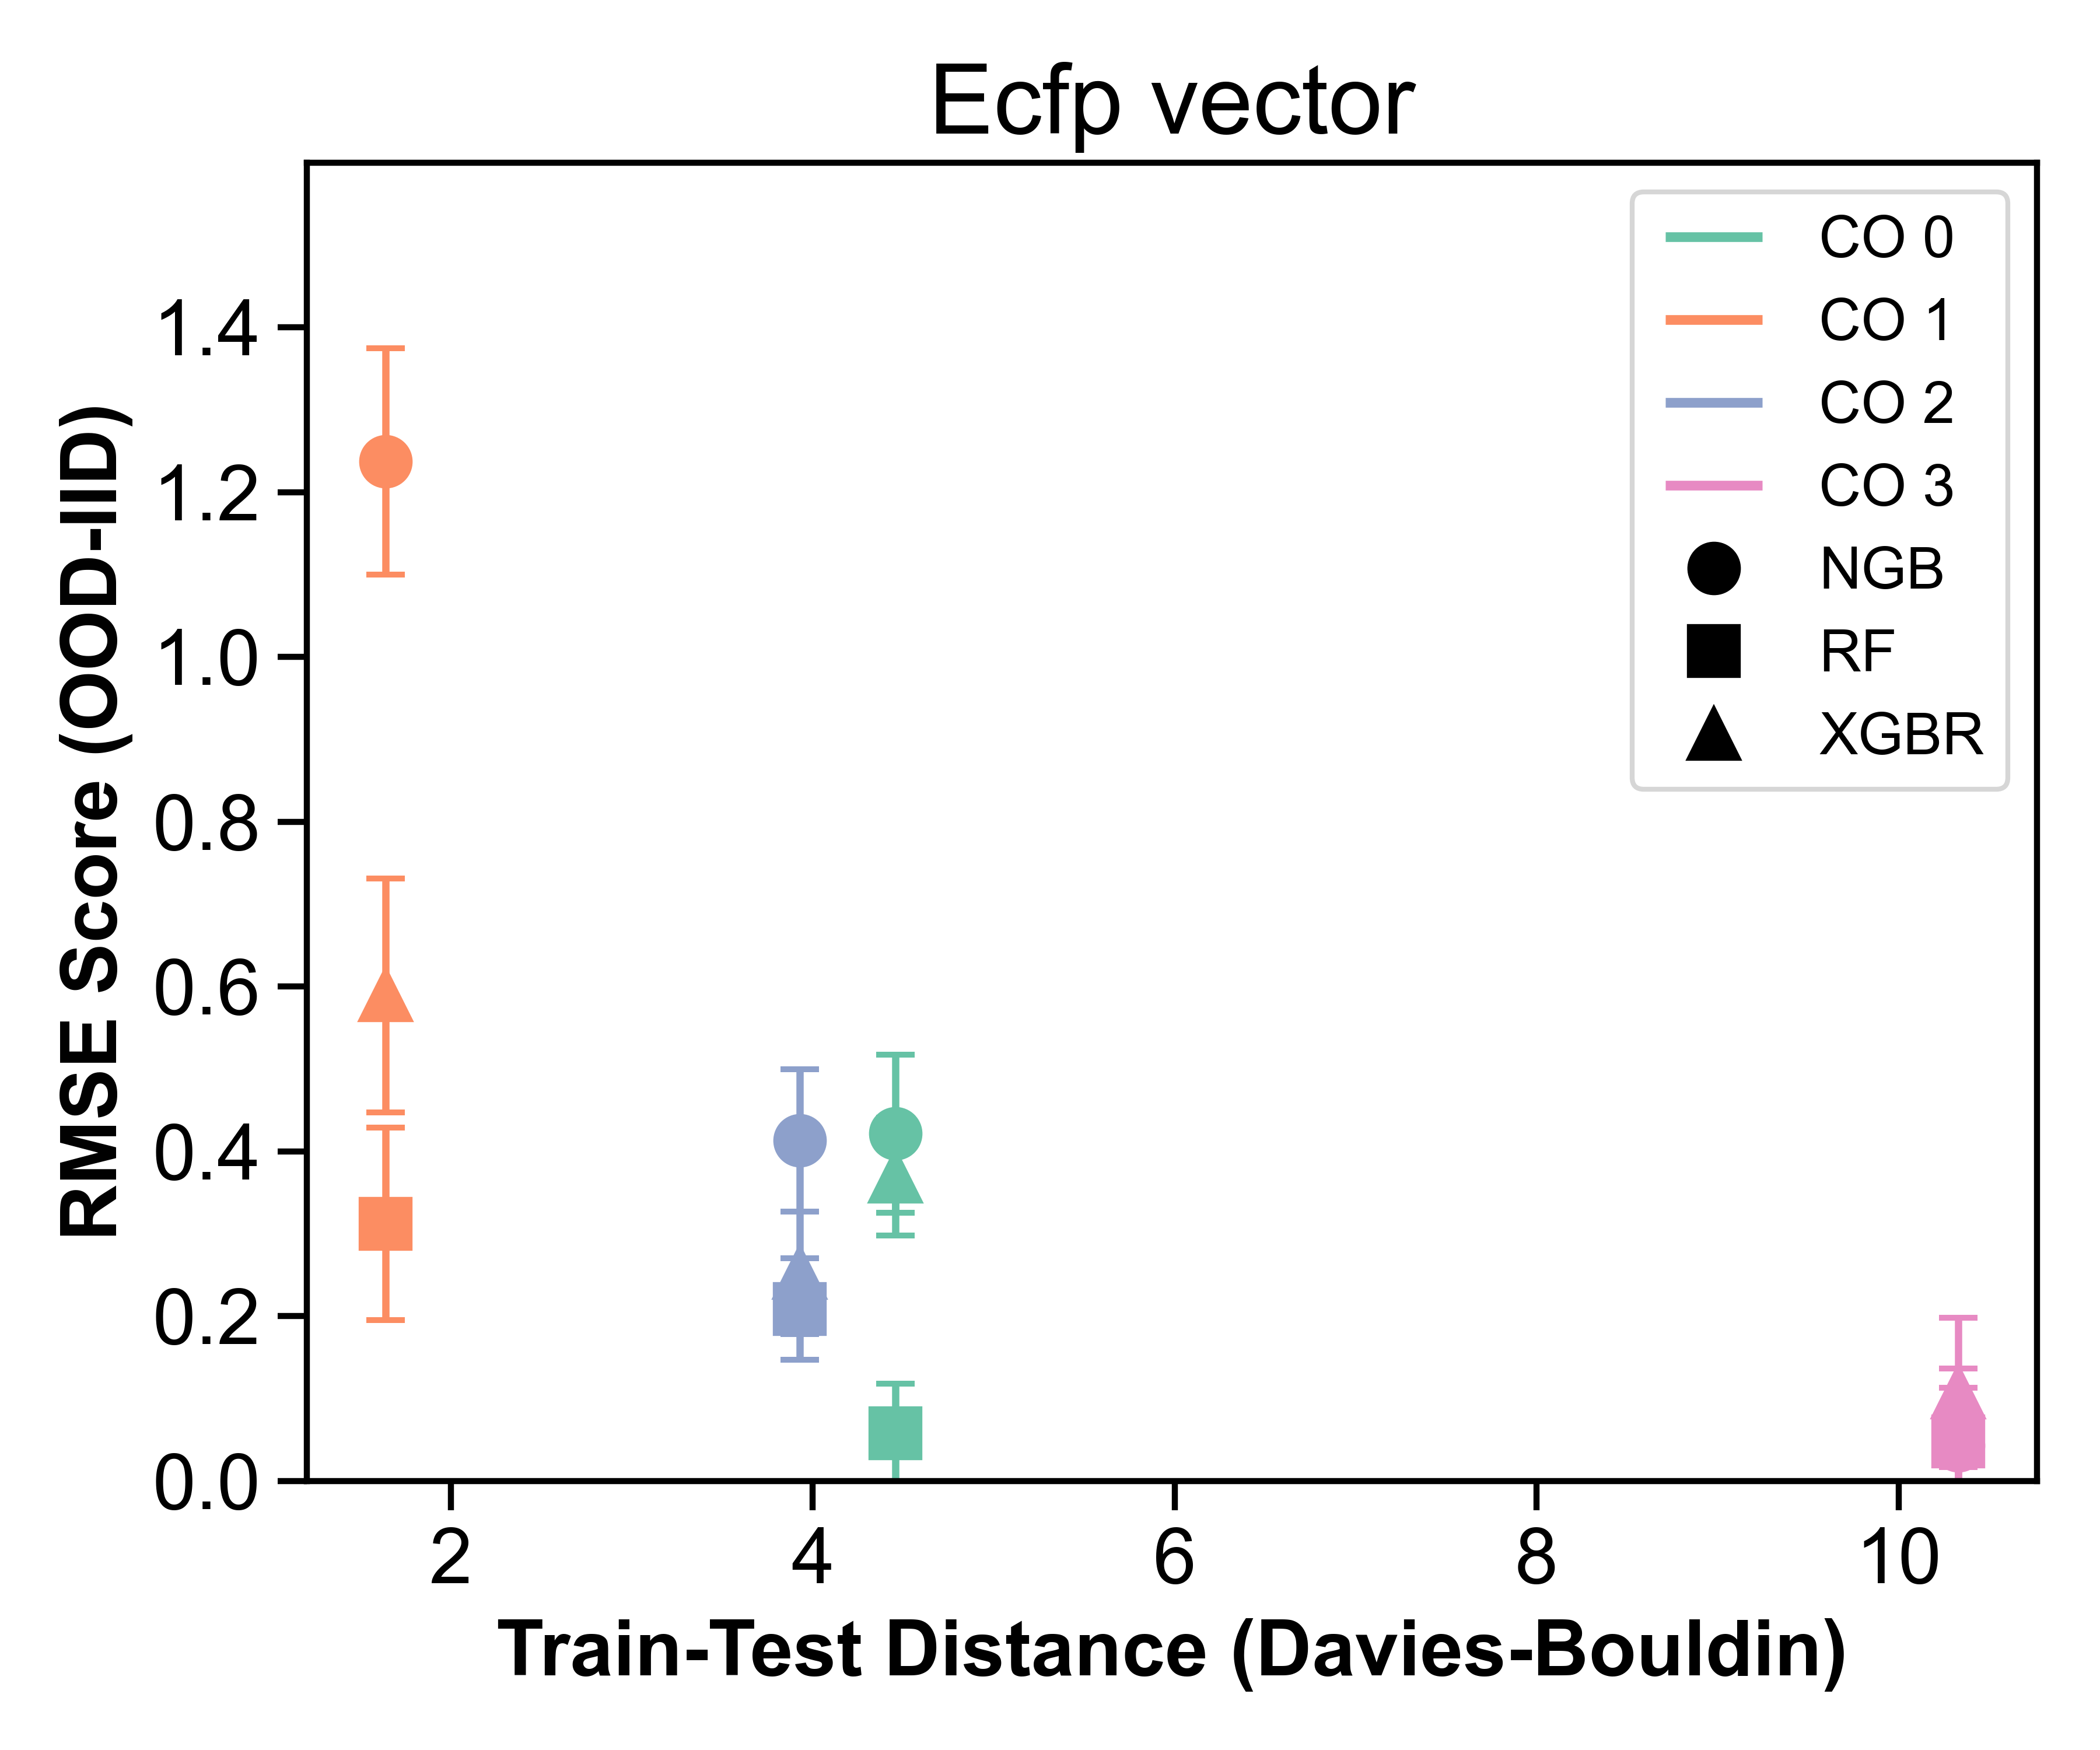 Ecfp vector
RMSE Score (OOD-IID)
1.4
1.2
1.0
0.8
0.6
0.4
0.2
0.0
CO 0
CO 1
CO 2
CO 3
NGB
RF
XGBR
2 4 6 8 10
Train-Test Distance (Davies-Bouldin)